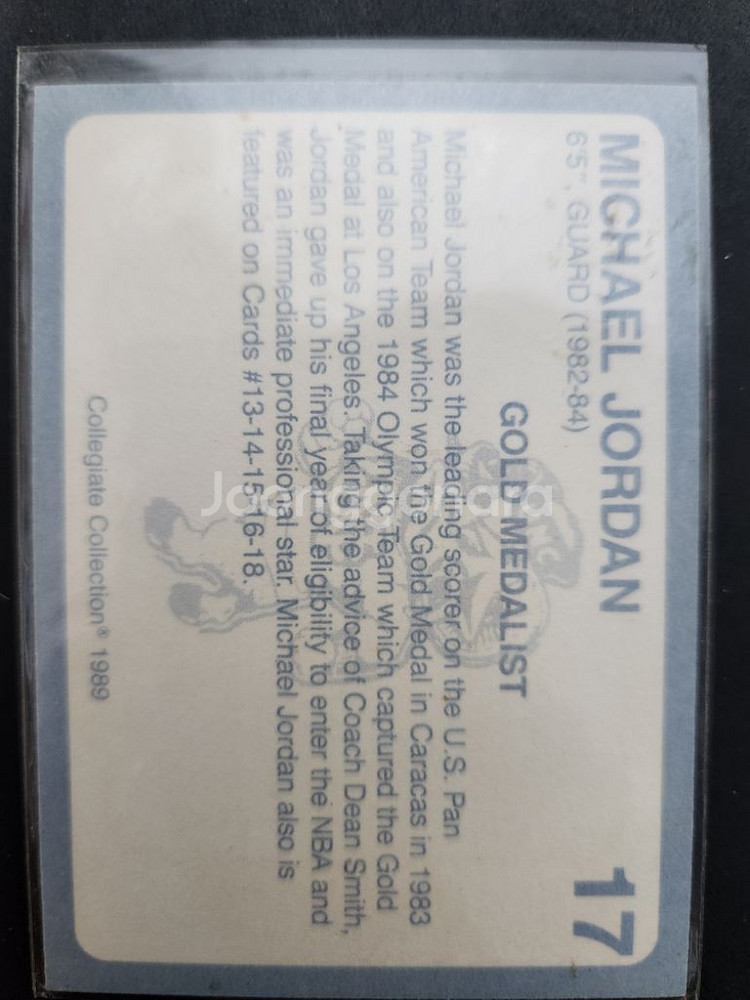 MICHAEL JORDAN 17
6'5", GUARD (1982-84)
GOLD MEDALIST
Michael Jordan was the leading scorer on the U.S. Pan
American Team which won the Gold Medal in Caracas in 1983
and also on the 1984 Olympic Team which captured the Gold
Medal at Los Angeles. Taking the advice of Coach Dean Smith,
Jordan gave up his final year of eligibility to enter the NBA and
was an immediate professional star. Michael Jordan also is
featured on Cards #13-14-15-16-18.
Collegiate Collection® 1989
Joonggonara